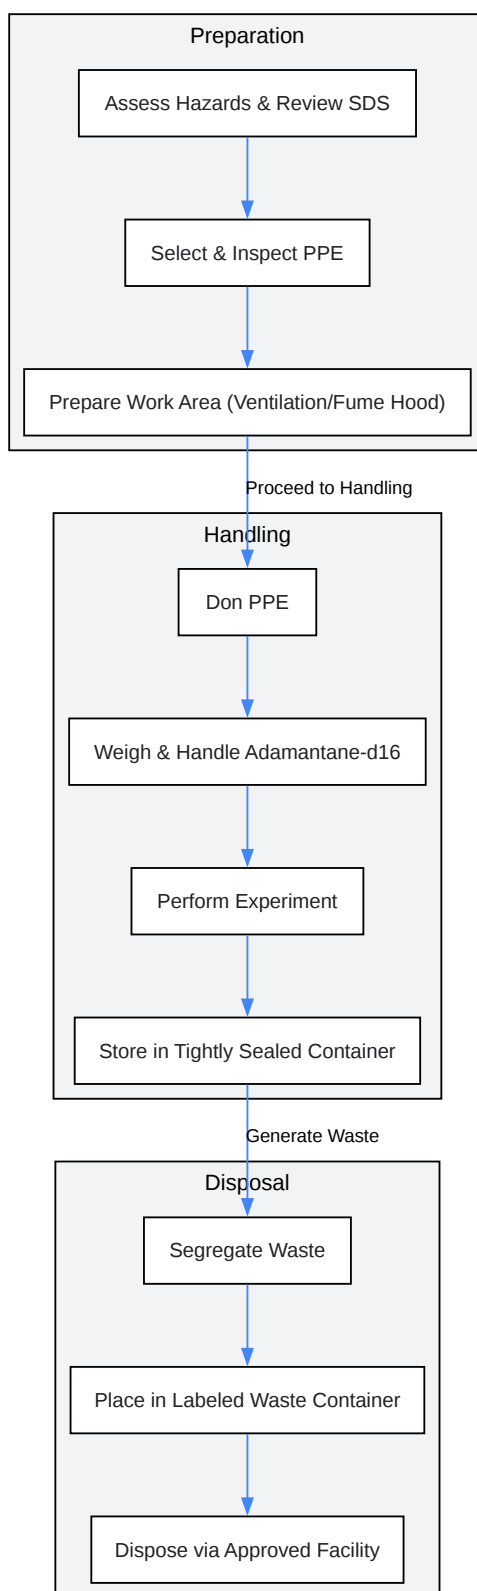 Preparation
Assess Hazards & Review SDS
Select & Inspect PPE
Prepare Work Area (Ventilation/Fume Hood)
Proceed to Handling
Handling
Don PPE
Weigh & Handle Adamantane-d16
Perform Experiment
Store in Tightly Sealed Container
Generate Waste
Disposal
Segregate Waste
Place in Labeled Waste Container
Dispose via Approved Facility